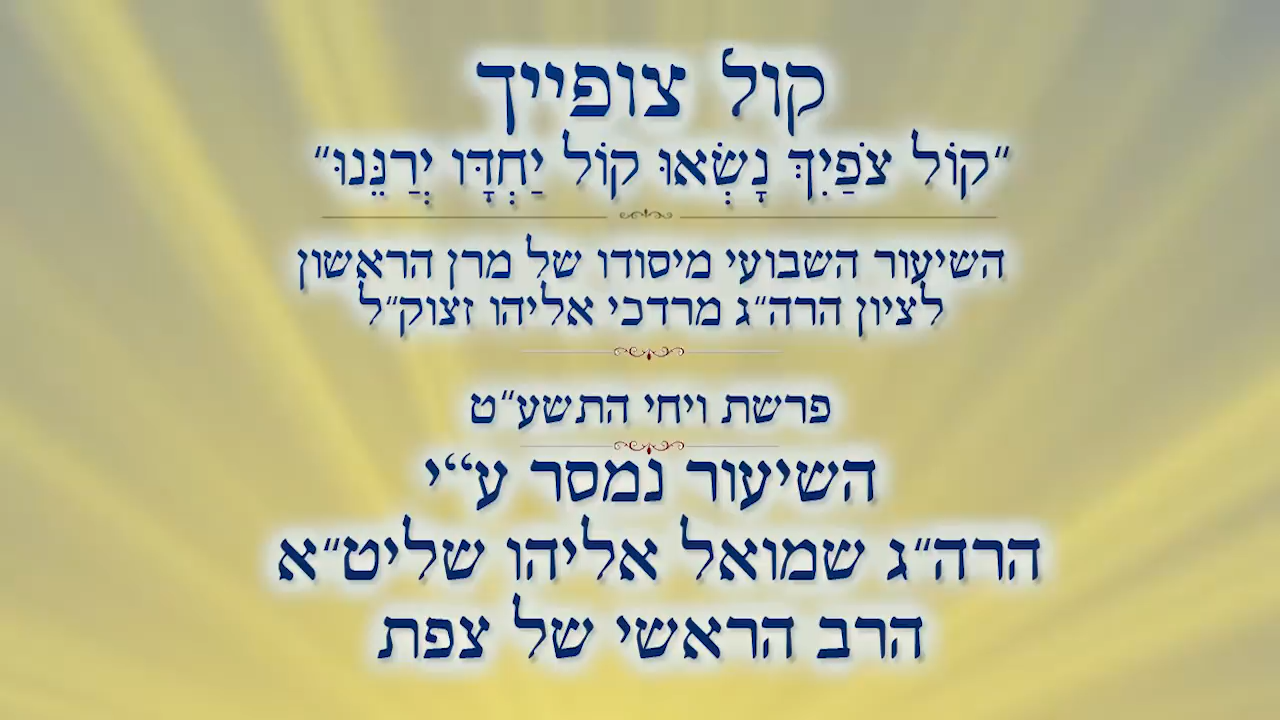 קול צופייך
"קוֹל צֹפַיִךְ נָשְׂאוּ קוֹל יַחְדָּו יְרַנֵּנוּ"
השיעור השבועי מיסודו של מרן הראשון
לציון הרה"ג מרדכי אליהו זצוק"ל
פרשת ויחי התשע"ט
השיעור נמסר ע"י
הרה"ג שמואל אליהו שליט"א
הרב הראשי של צפת